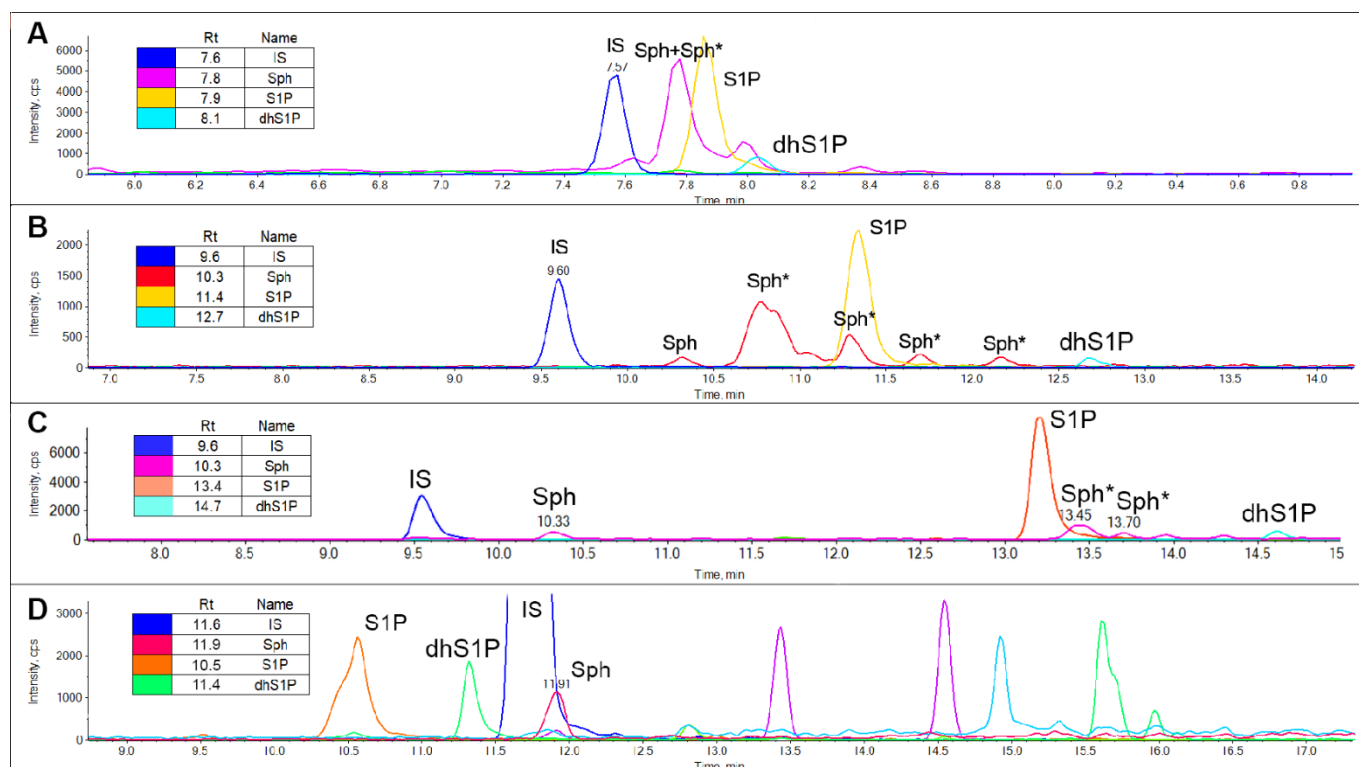 A
Rt Name
7.6 IS
7.8 Sph
7.9 S1P
8.1 dhS1P
IS
7.57
Sph+Sph*
S1P
dhS1P
Intensity, cps
6000
5000
4000
3000
2000
1000
0
6.0 6.2 6.4 6.6 6.8 7.0 7.2 7.4 7.6 7.8 8.0 8.2 8.4 8.6 8.8 9.0 9.2 9.4 9.6 9.8
Time, min
B
Rt Name
9.6 IS
10.3 Sph
11.4 S1P
12.7 dhS1P
IS
9.60
Sph
Sph*
Sph*
S1P
Sph*
Sph*
dhS1P
Intensity, cps
2000
1500
1000
500
0
7.0 7.5 8.0 8.5 9.0 9.5 10.0 10.5 11.0 11.5 12.0 12.5 13.0 13.5 14.0
Time, min
C
Rt Name
9.6 IS
10.3 Sph
13.4 S1P
14.7 dhS1P
IS
Sph
10.33
S1P
Sph*
13.45
Sph*
13.70
dhS1P
Intensity, cps
6000
4000
2000
0
8.0 8.5 9.0 9.5 10.0 10.5 11.0 11.5 12.0 12.5 13.0 13.5 14.0 14.5 15
Time, min
D
Rt Name
11.6 IS
11.9 Sph
10.5 S1P
11.4 dhS1P
S1P
dhS1P
IS
Sph
11.91
Intensity, cps
3000
2000
1000
0
9.0 9.5 10.0 10.5 11.0 11.5 12.0 12.5 13.0 13.5 14.0 14.5 15.0 15.5 16.0 16.5 17.0
Time, min